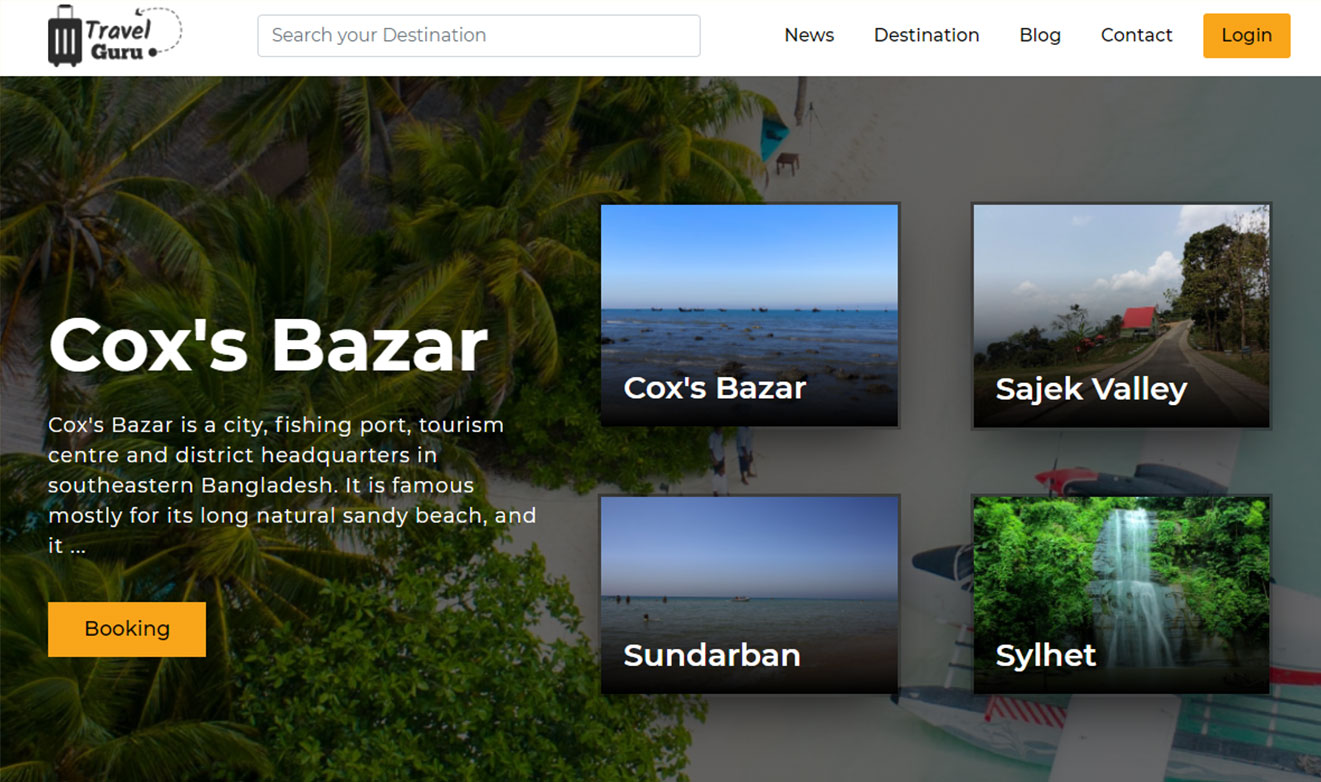 Travel
Guru
Search your Destination
News
Destination
Blog
Contact
Login
Cox's Bazar
Cox's Bazar is a city, fishing port, tourism
centre and district headquarters in
southeastern Bangladesh. It is famous
mostly for its long natural sandy beach, and
it ...
Booking
Cox's Bazar
Sajek Valley
Sundarban
Sylhet